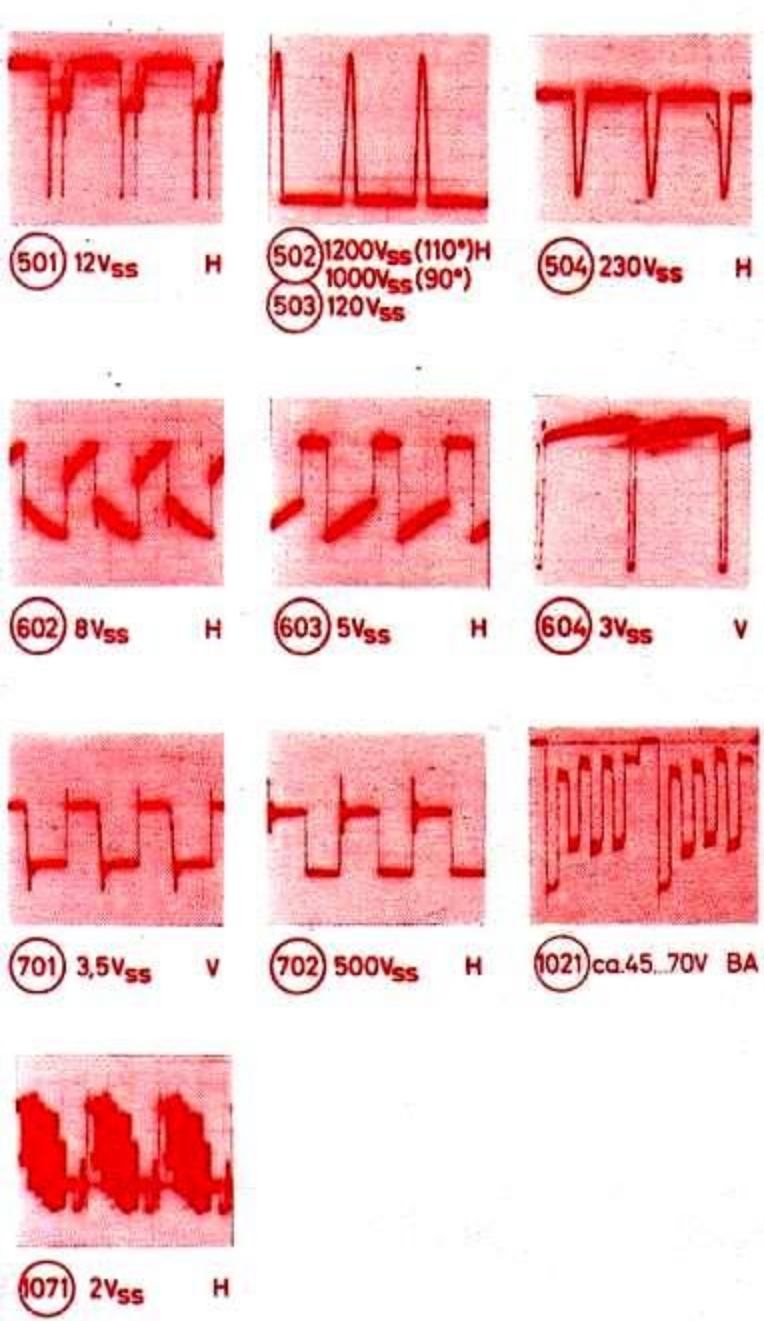 501 12Vss H
502 1200Vss (110°) H
1000Vss (90°)
503 120Vss
504 230Vss H
602 8Vss H
603 5Vss H
604 3Vss V
701 3,5Vss V
702 500Vss H
1021 ca.45...70V BA
1071 2Vss H